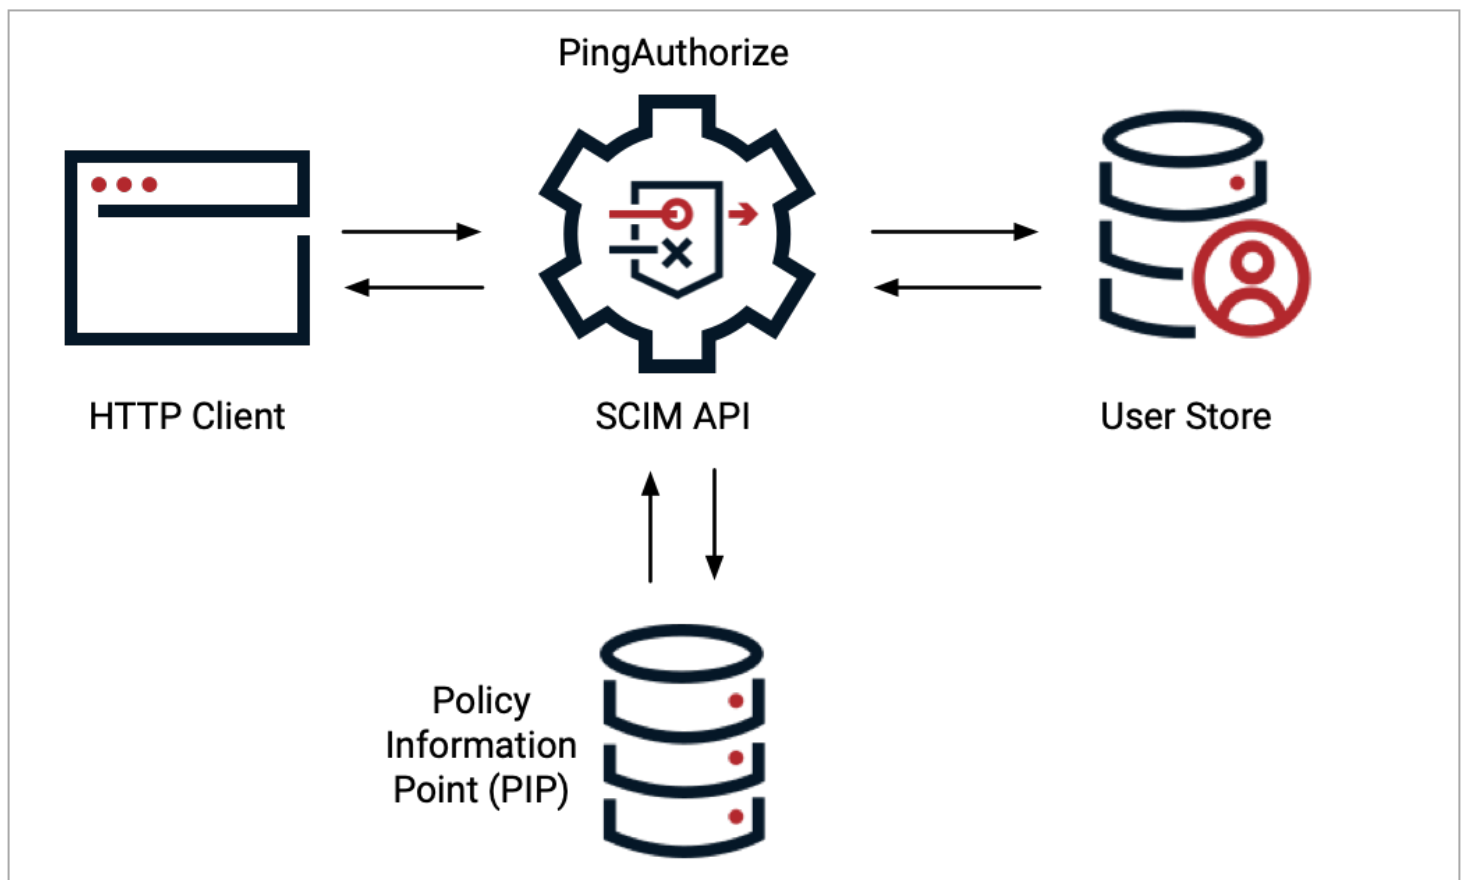 PingAuthorize
HTTP Client
SCIM API
User Store
Policy
Information
Point (PIP)